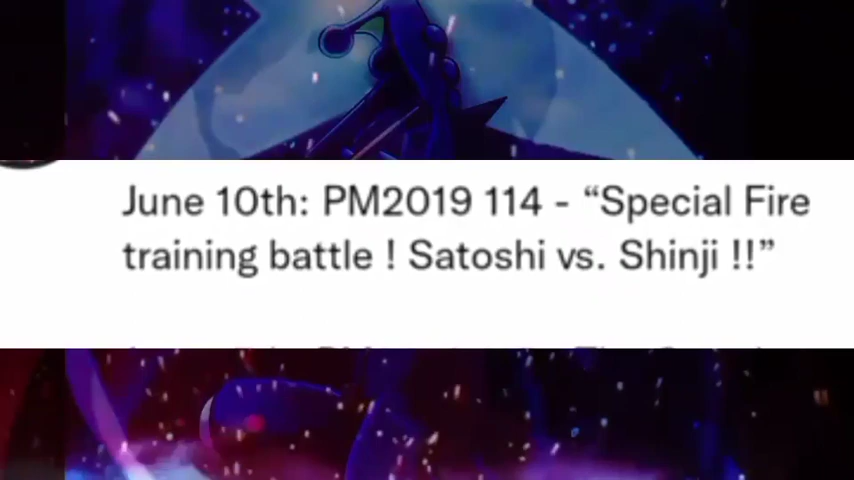 June 10th: PM2019 114 - “Special Fire
training battle ! Satoshi vs. Shinji !!”